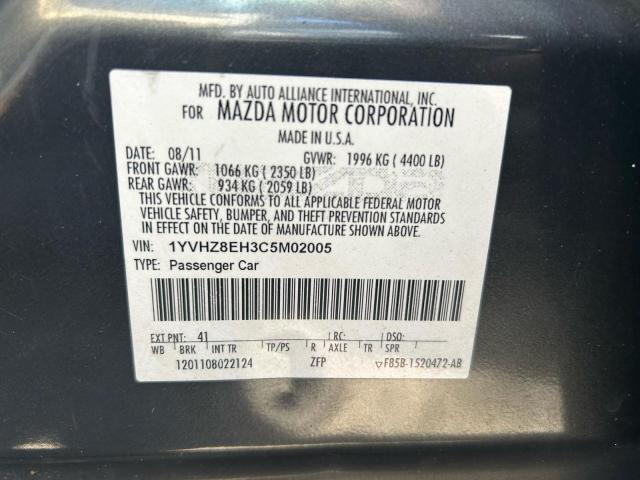 MFD. BY AUTO ALLIANCE INTERNATIONAL, INC.
FOR MAZDA MOTOR CORPORATION
MADE IN U.S.A.
DATE: 08/11 GVWR: 1996 KG ( 4400 LB)
FRONT GAWR: 1066 KG ( 2350 LB)
REAR GAWR: 934 KG ( 2059 LB)
THIS VEHICLE CONFORMS TO ALL APPLICABLE FEDERAL MOTOR
VEHICLE SAFETY, BUMPER, AND THEFT PREVENTION STANDARDS
IN EFFECT ON THE DATE OF MANUFACTURE SHOWN ABOVE.
VIN: 1YVHZ8EH3C5M02005
TYPE: Passenger Car
EXT PNT: 41 RC: DSO:
WB BRK INT TR TP/PS R AXLE TR SPR
1201108022124 ZFP ▽F85B-1520472-AB